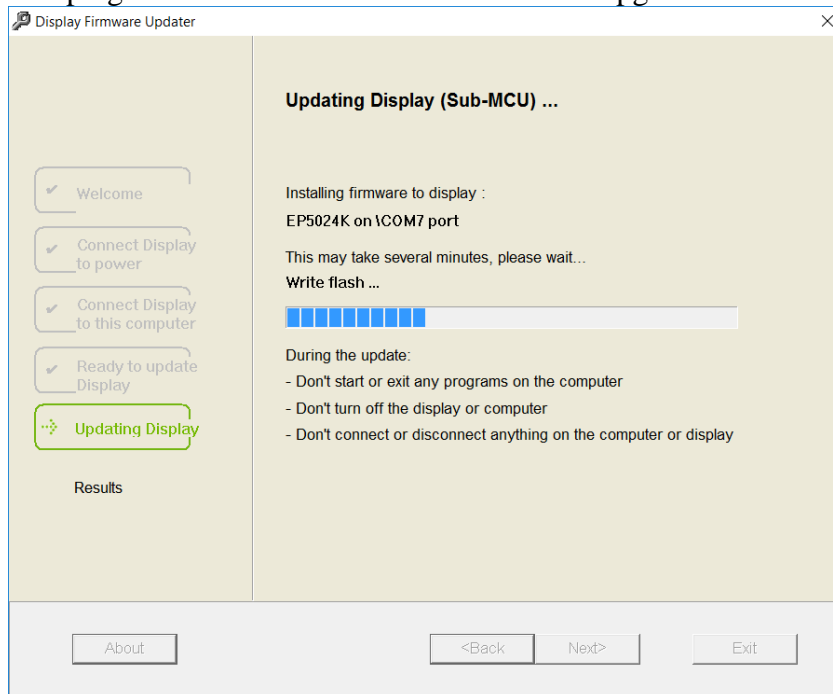 Display Firmware Updater
Updating Display (Sub-MCU) ...
Welcome
Connect Display
to power
Connect Display
to this computer
Ready to update
Display
Updating Display
Results
Installing firmware to display :
EP5024K on \COM7 port
This may take several minutes, please wait...
Write flash ...
During the update:
- Don't start or exit any programs on the computer
- Don't turn off the display or computer
- Don't connect or disconnect anything on the computer or display
About
<Back
Next>
Exit